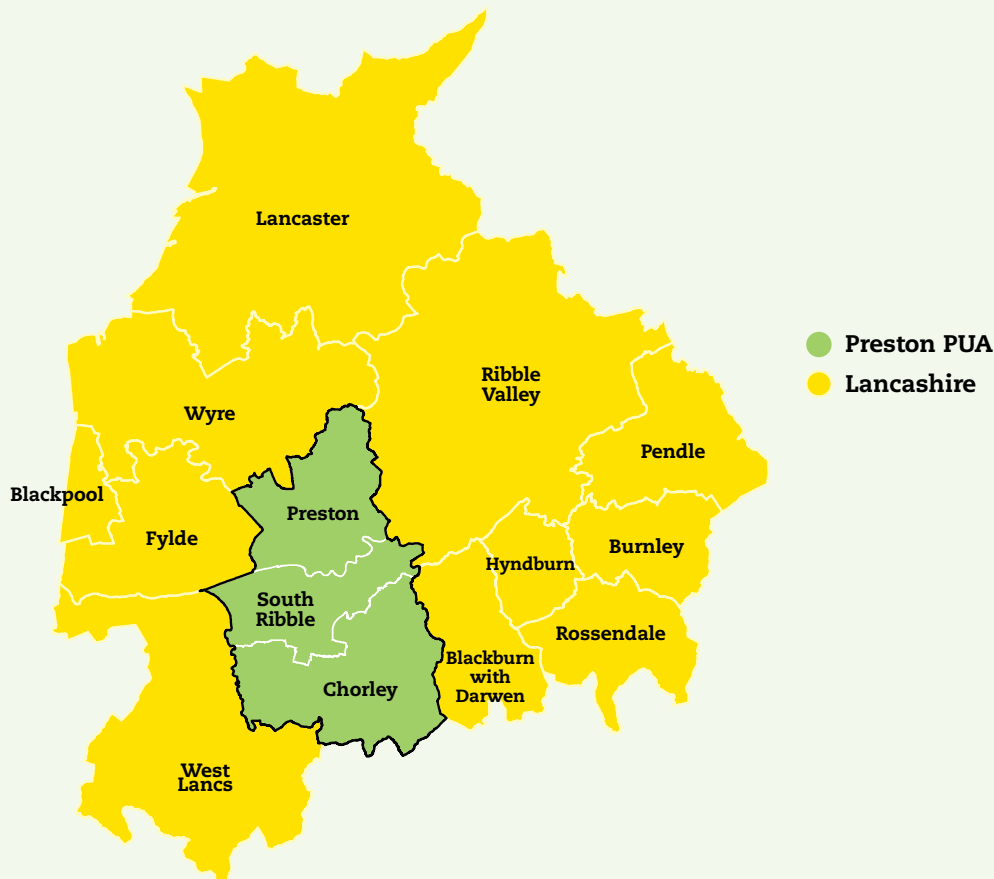 Lancaster
Preston PUA
Lancashire
Ribble
Valley
Wyre
Pendle
Blackpool
Preston
Fylde
Burnley
Hyndburn
South
Ribble
Rossendale
Blackburn
with
Darwen
Chorley
West
Lancs